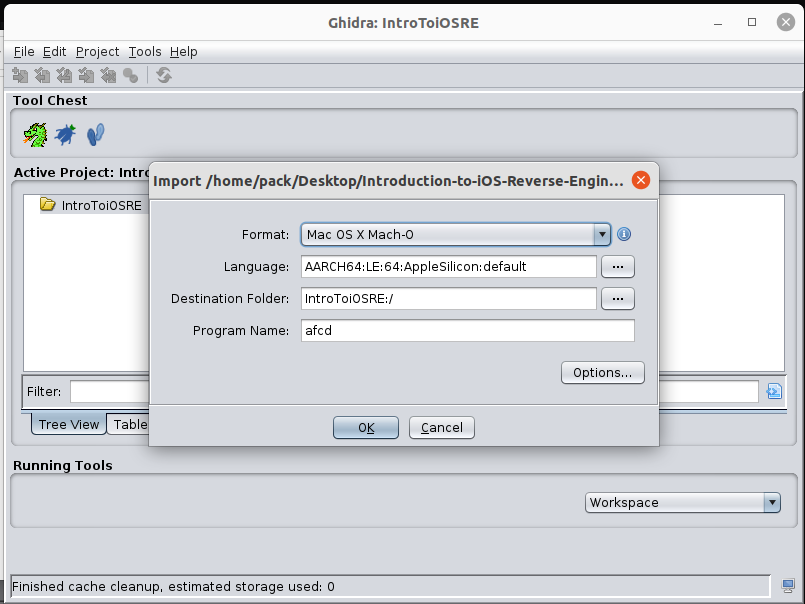 Ghidra: IntroToiOSRE
File Edit Project Tools Help
Tool Chest
Active Project: Intro
IntroToiOSRE
Import /home/pack/Desktop/Introduction-to-iOS-Reverse-Engin...
Format: Mac OS X Mach-O
Language: AARCH64:LE:64:AppleSilicon:default ...
Destination Folder: IntroToiOSRE:/ ...
Program Name: afcd
Options...
OK Cancel
Filter:
Tree View Table
Running Tools
Workspace
Finished cache cleanup, estimated storage used: 0